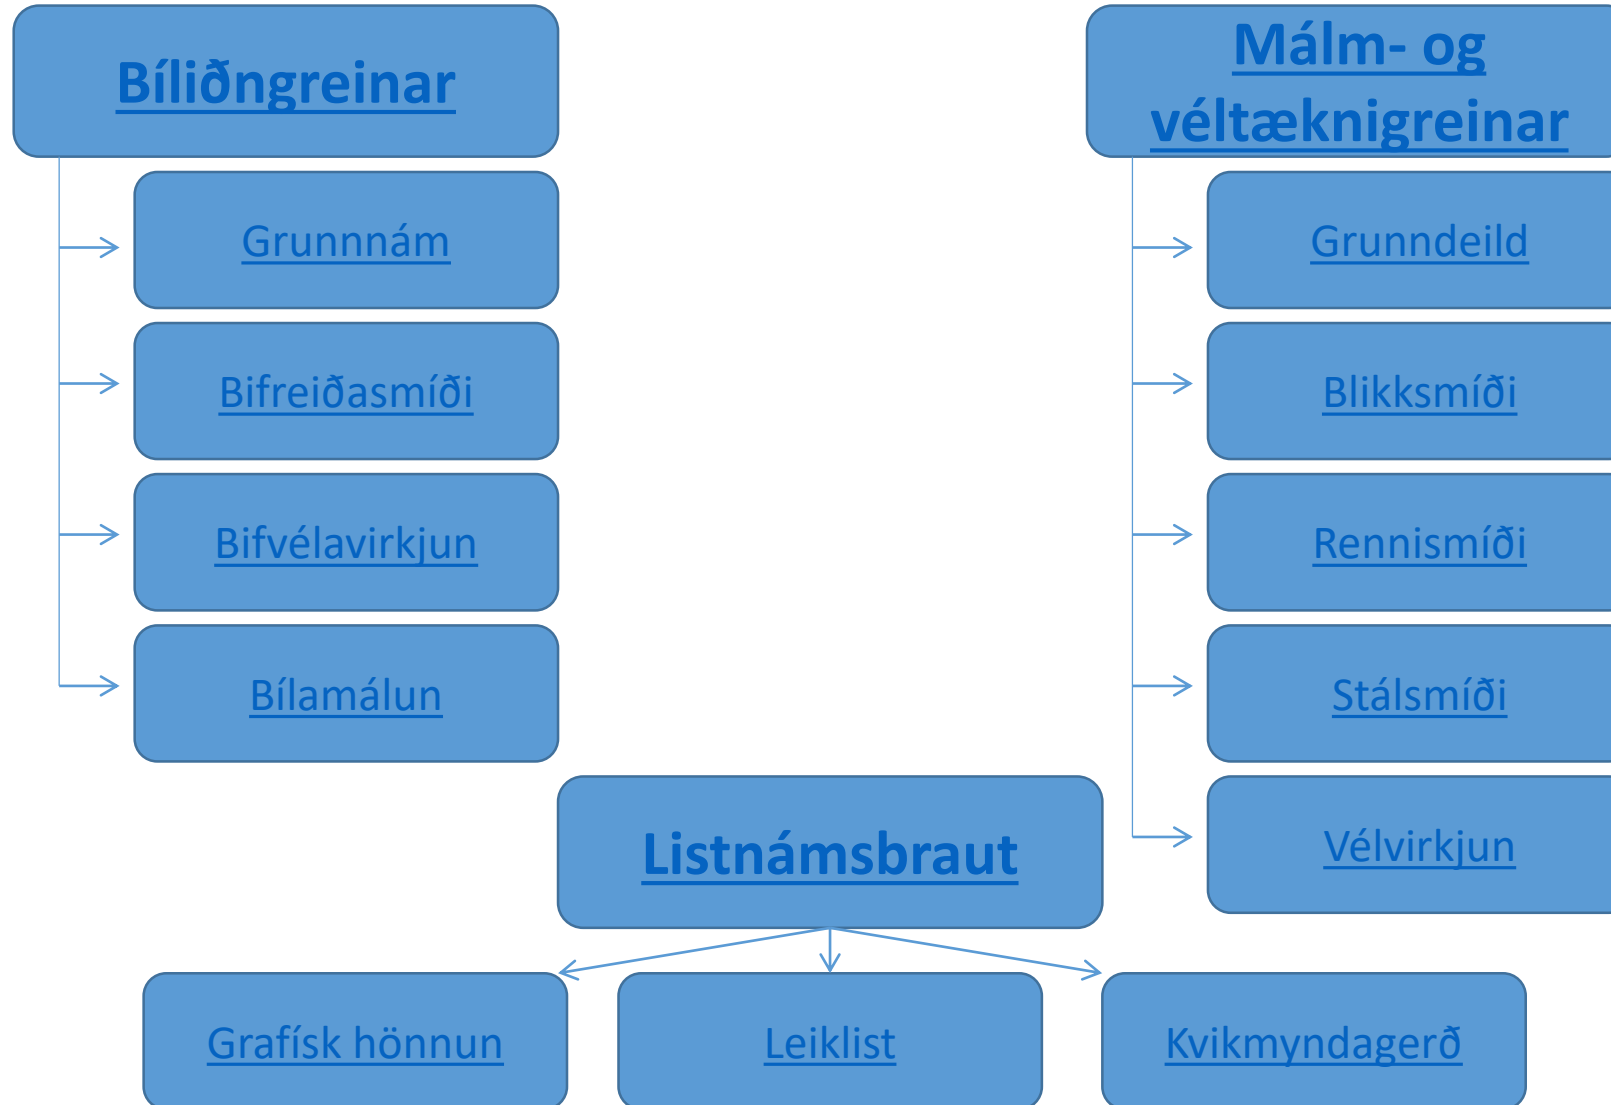 Bíliðngreinar
Grunnnám
Bifreiðasmíði
Bifvélavirkjun
Bílamálun
Málm- og
véltæknigreinar
Grunndeild
Blikksmíði
Rennismíði
Stálsmíði
Vélvirkjun
Listnámsbraut
Grafísk hönnun
Leiklist
Kvikmyndagerð